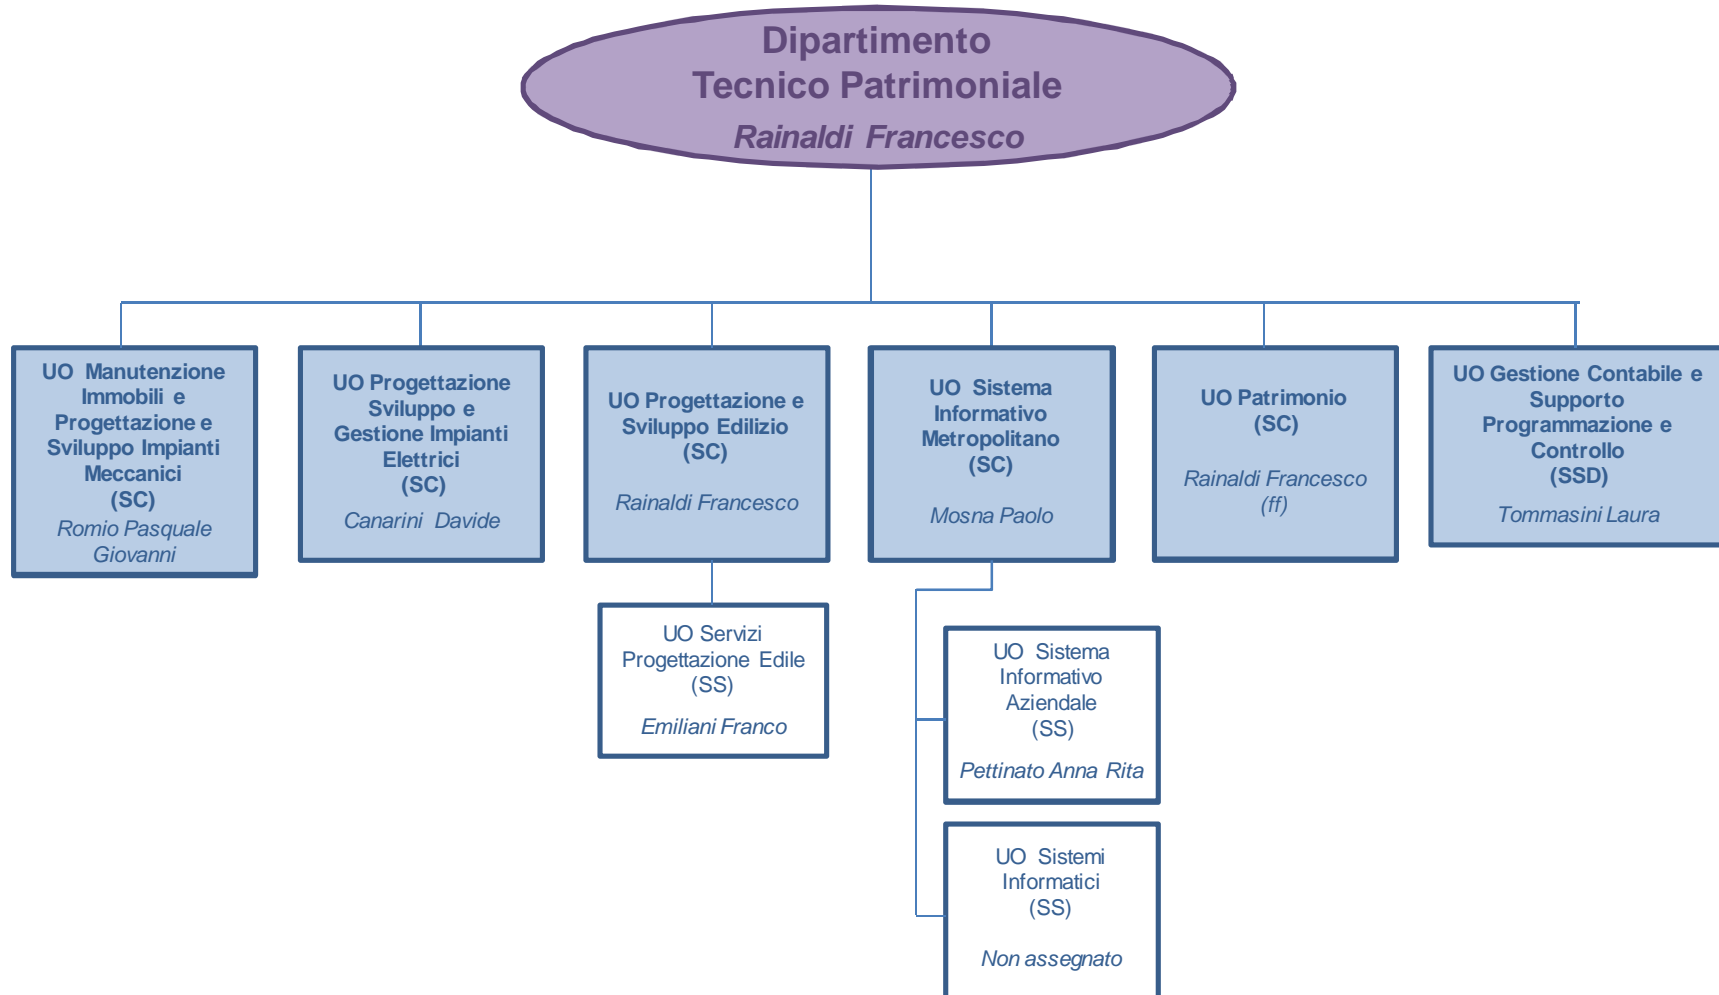 Dipartimento
Tecnico Patrimoniale
Rainaldi Francesco
UO Manutenzione
Immobili e
Progettazione e
Sviluppo Impianti
Meccanici
(SC)
Romio Pasquale
Giovanni
UO Progettazione
Sviluppo e
Gestione Impianti
Elettrici
(SC)
Canarini Davide
UO Progettazione e
Sviluppo Edilizio
(SC)
Rainaldi Francesco
UO Sistema
Informativo
Metropolitano
(SC)
Mosna Paolo
UO Patrimonio
(SC)
Rainaldi Francesco
(ff)
UO Gestione Contabile e
Supporto
Programmazione e
Controllo
(SSD)
Tommasini Laura
UO Servizi
Progettazione Edile
(SS)
Emiliani Franco
UO Sistema
Informativo
Aziendale
(SS)
Pettinato Anna Rita
UO Sistemi
Informatici
(SS)
Non assegnato